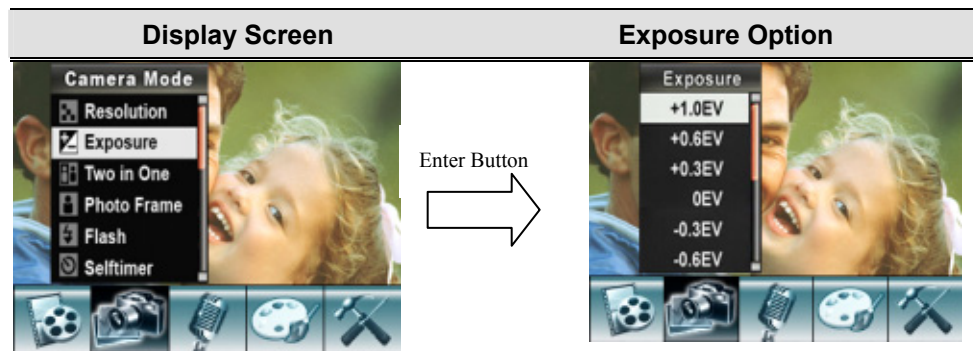 Display Screen Exposure Option
Camera Mode
Resolution
Exposure
Two in One
Photo Frame
Flash
Selftimer
Enter Button
Exposure
+1.0EV
+0.6EV
+0.3EV
0EV
-0.3EV
-0.6EV